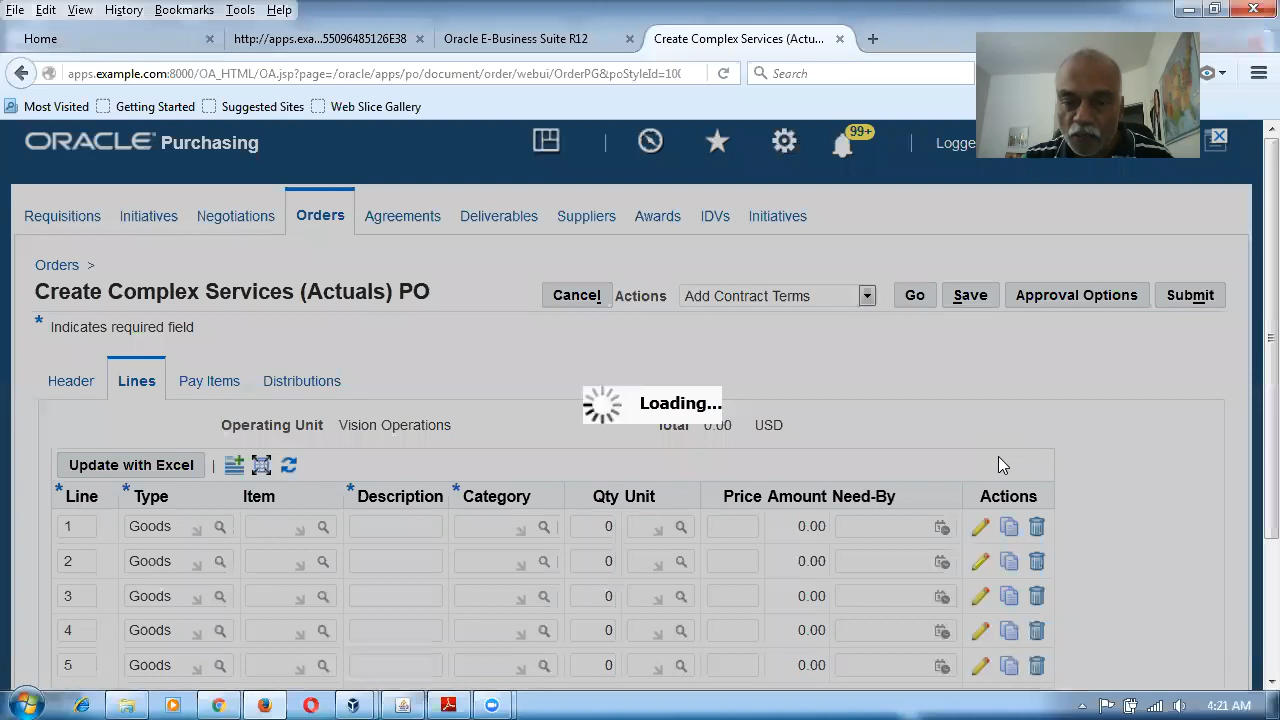 File Edit View History Bookmarks Tools Help
Home
http://apps.exa...55096485126E38
Oracle E-Business Suite R12
Create Complex Services (Actu...
apps.example.com:8000/OA_HTML/OA.jsp?page=/oracle/apps/po/document/order/webui/
Search
Most Visited Getting Started Suggested Sites Web Slice Gallery
ORACLE Purchasing
99+
Logge
Requisitions Initiatives Negotiations Orders Agreements Deliverables Suppliers Awards IDVs Initiatives
Orders >
Create Complex Services (Actuals) PO
Cancel Actions Add Contract Terms Go Save Approval Options Submit
* Indicates required field
Header Lines Pay Items Distributions
Loading...
Operating Unit Vision Operations Total 0.00 USD
Update with Excel |
* Line * Type Item * Description * Category Qty Unit Price Amount Need-By Actions
1 Goods 0 0.00
2 Goods 0 0.00
3 Goods 0 0.00
4 Goods 0 0.00
5 Goods 0 0.00
4:21 AM